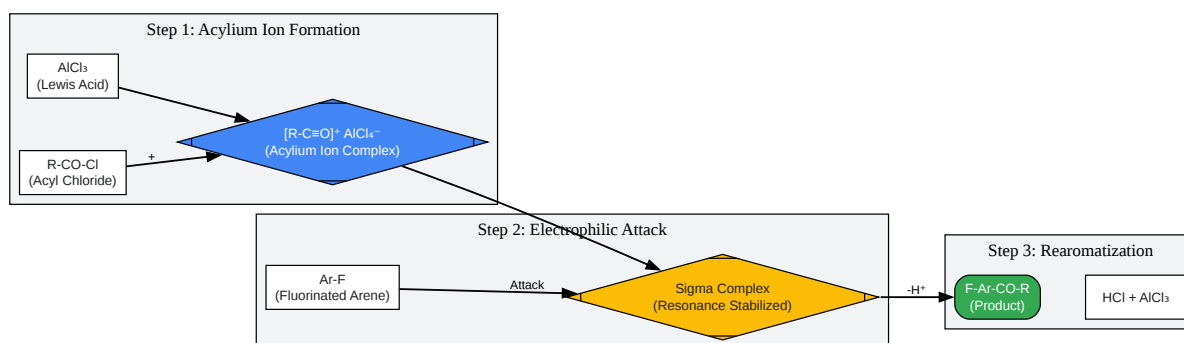 Step 1: Acylium Ion Formation
AlCl₃
(Lewis Acid)
[R-C≡O]⁺ AlCl₄⁻
(Acylium Ion Complex)
+
R-CO-Cl
(Acyl Chloride)
Step 2: Electrophilic Attack
Ar-F
(Fluorinated Arene)
Attack
Sigma Complex
(Resonance Stabilized)
-H⁺
Step 3: Rearomatization
F-Ar-CO-R
(Product)
HCl + AlCl₃